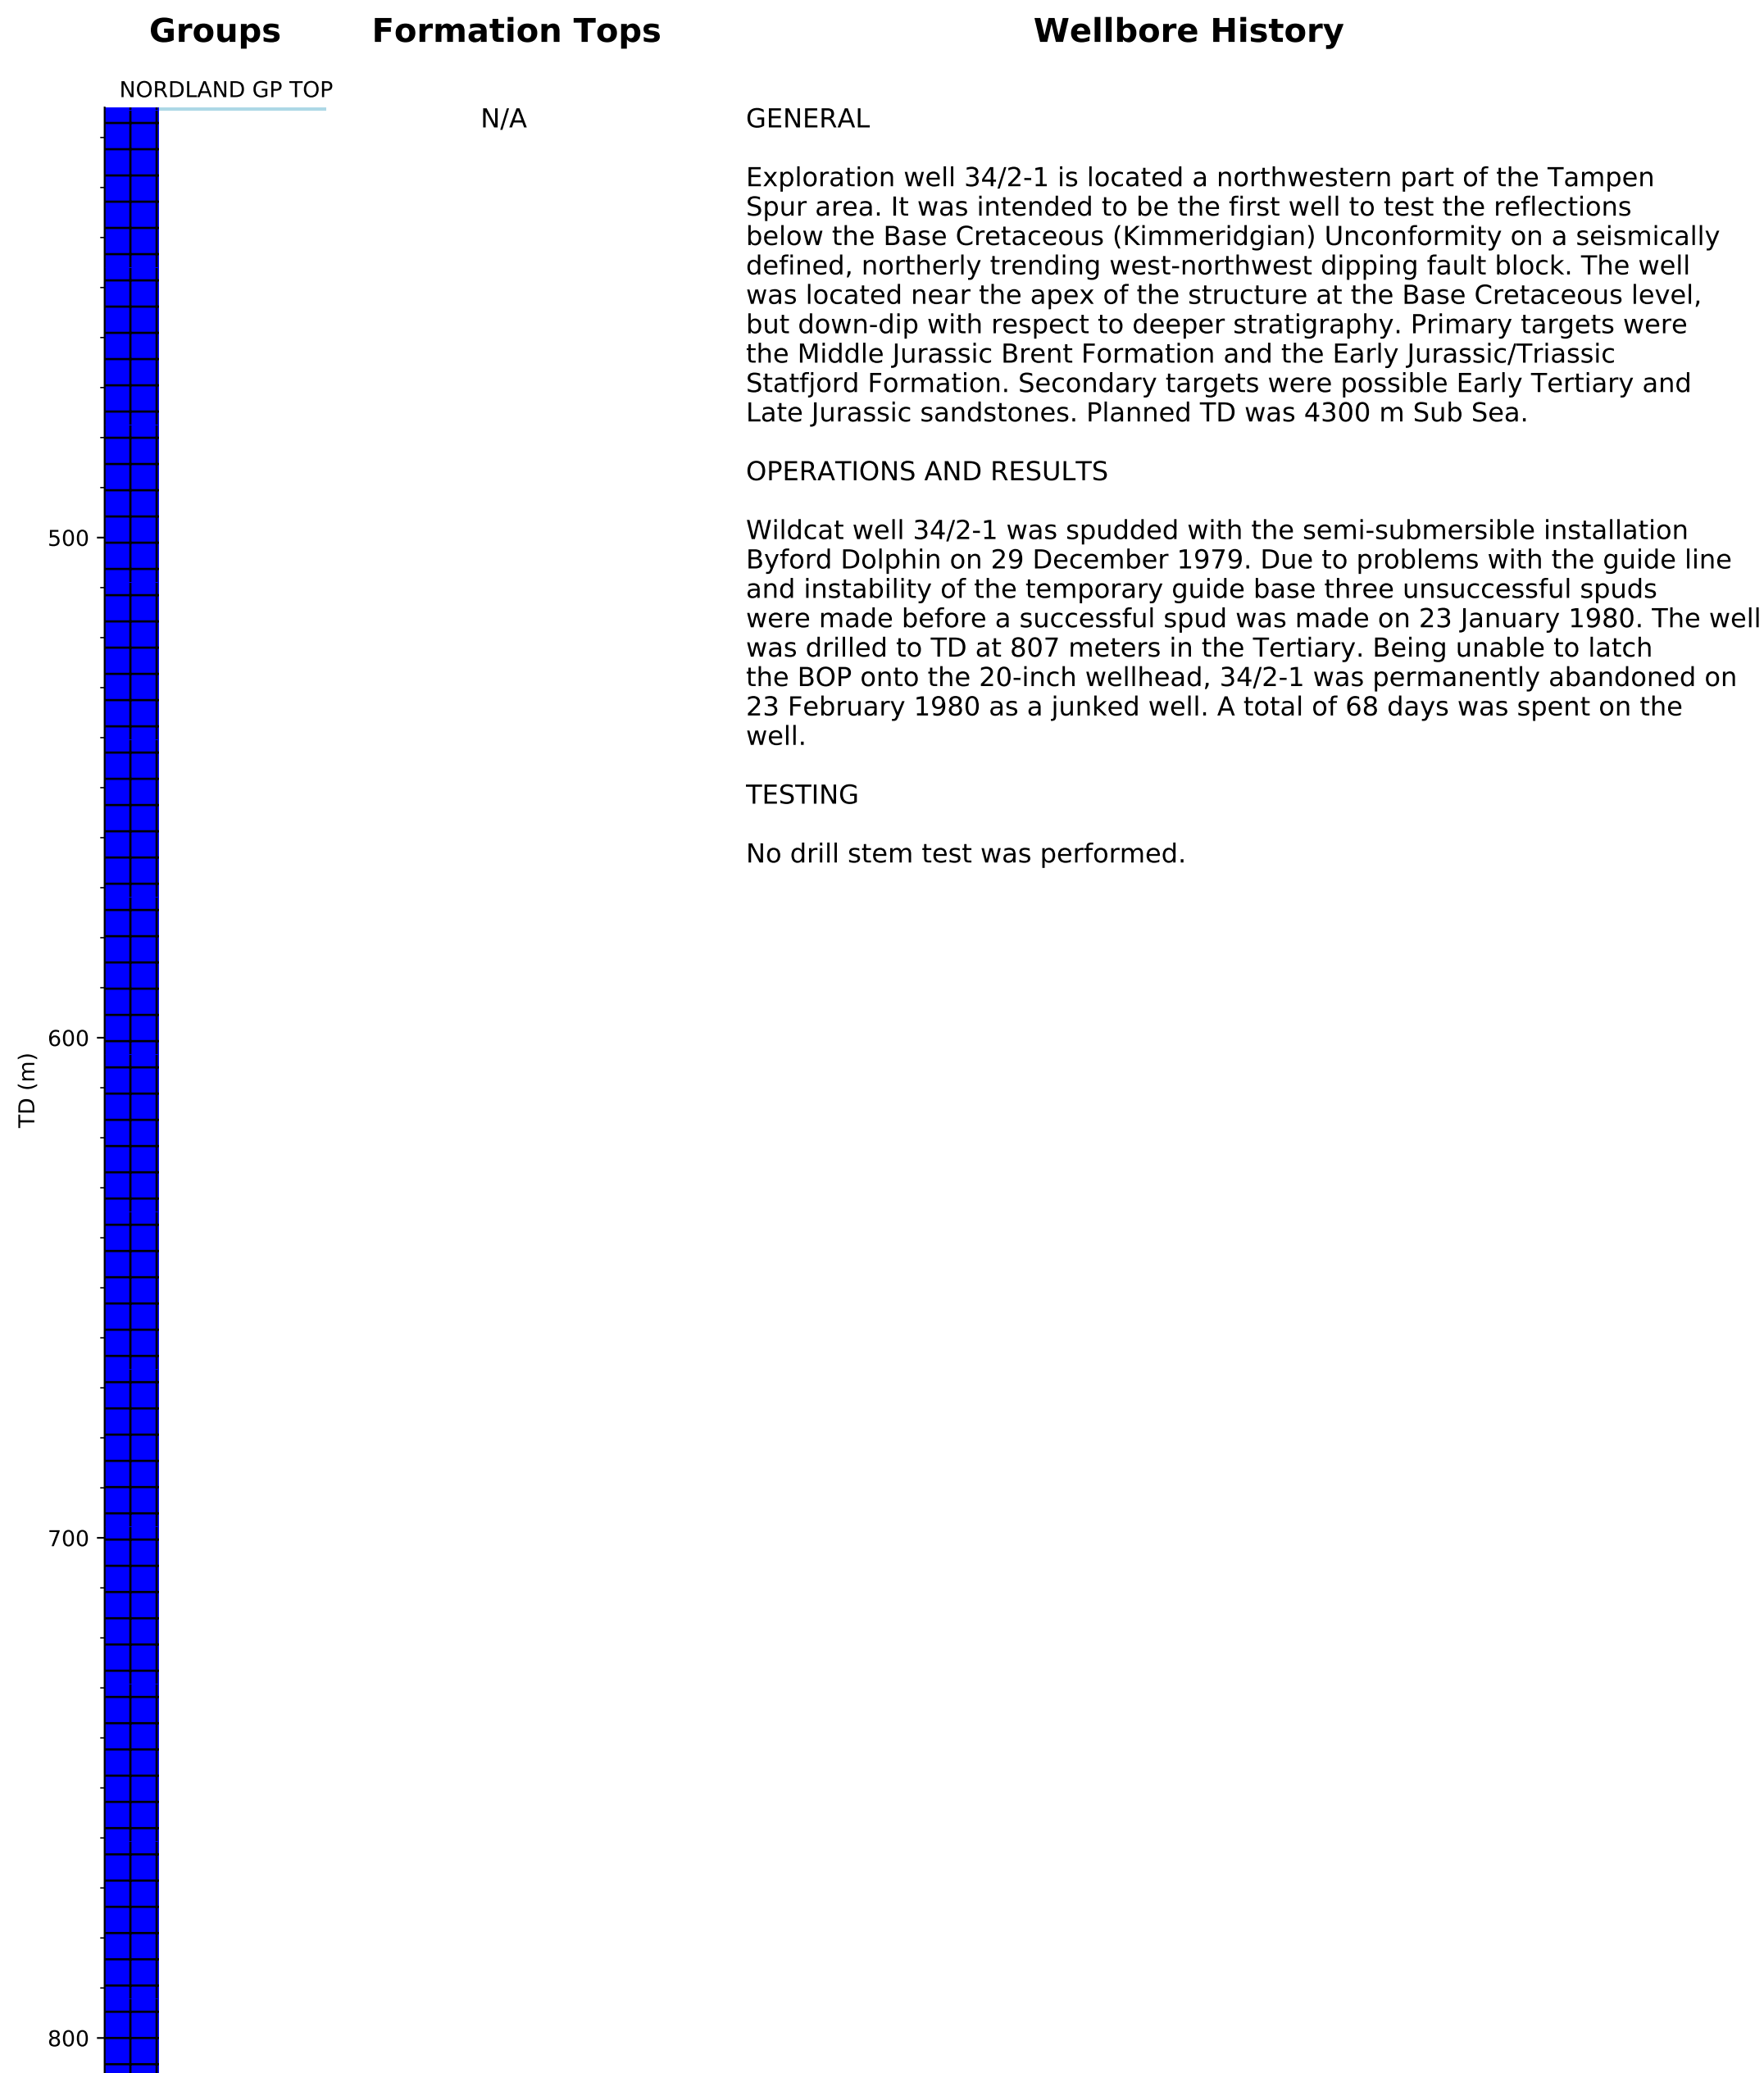 Groups
Formation Tops
Wellbore History
NORDLAND GP TOP
N/A
GENERAL
Exploration well 34/2-1 is located a northwestern part of the Tampen
Spur area. It was intended to be the first well to test the reflections
below the Base Cretaceous (Kimmeridgian) Unconformity on a seismically
defined, northerly trending west-northwest dipping fault block. The well
was located near the apex of the structure at the Base Cretaceous level,
but down-dip with respect to deeper stratigraphy. Primary targets were
the Middle Jurassic Brent Formation and the Early Jurassic/Triassic
Statfjord Formation. Secondary targets were possible Early Tertiary and
Late Jurassic sandstones. Planned TD was 4300 m Sub Sea.
OPERATIONS AND RESULTS
Wildcat well 34/2-1 was spudded with the semi-submersible installation
Byford Dolphin on 29 December 1979. Due to problems with the guide line
and instability of the temporary guide base three unsuccessful spuds
were made before a successful spud was made on 23 January 1980. The well
was drilled to TD at 807 meters in the Tertiary. Being unable to latch
the BOP onto the 20-inch wellhead, 34/2-1 was permanently abandoned on
23 February 1980 as a junked well. A total of 68 days was spent on the
well.
TESTING
No drill stem test was performed.
500
600
700
800
TD (m)